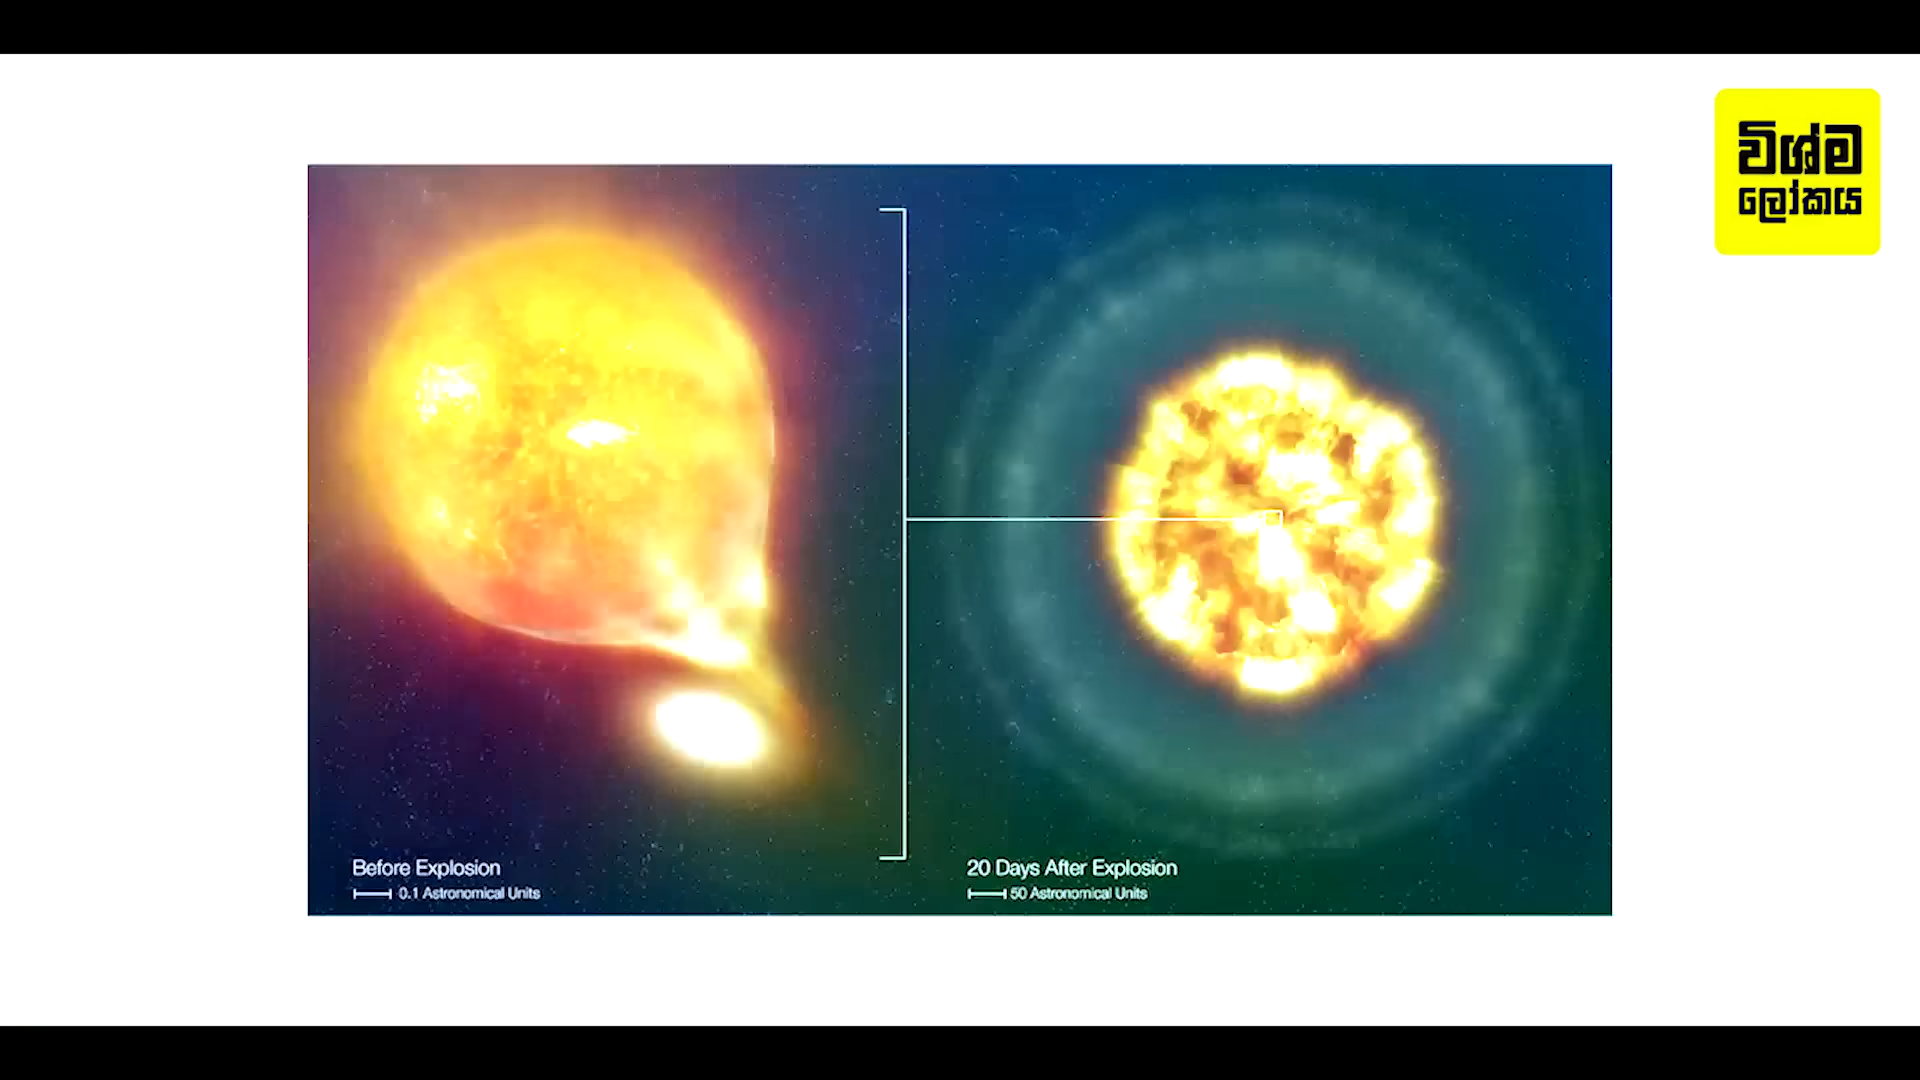 විශ්ම
ලෝකය
Before Explosion
0.1 Astronomical Units
20 Days After Explosion
50 Astronomical Units